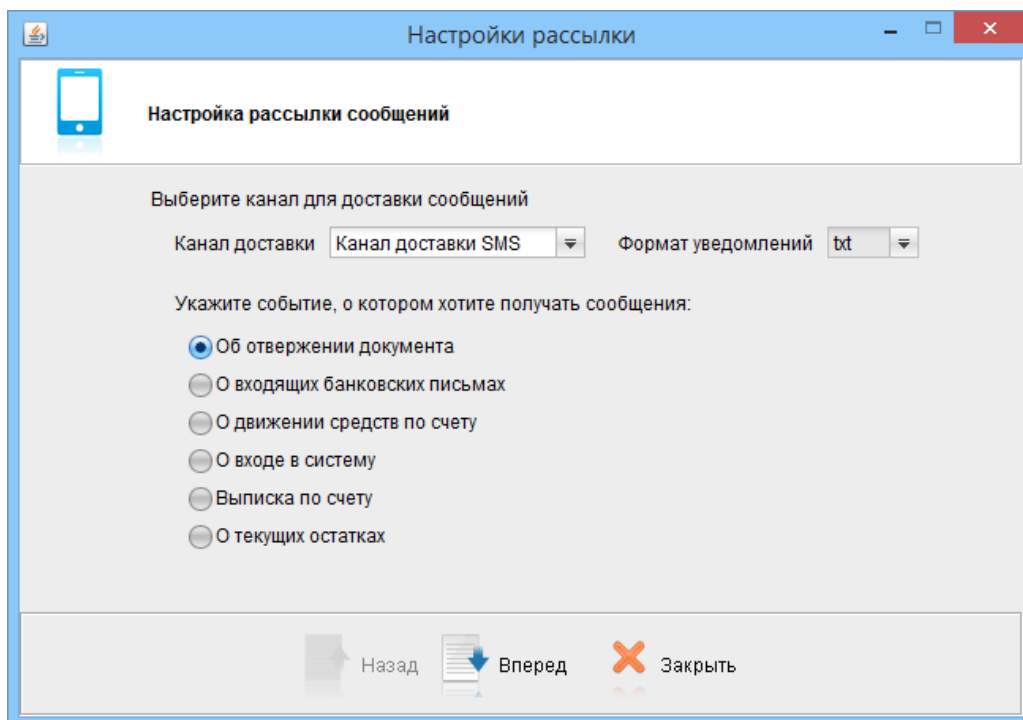 Настройки рассылки
Настройка рассылки сообщений
Выберите канал для доставки сообщений
Канал доставки Канал доставки SMS Формат уведомлений txt
Укажите событие, о котором хотите получать сообщения:
Об отвержении документа
О входящих банковских письмах
О движении средств по счету
О входе в систему
Выписка по счету
О текущих остатках
Назад Вперед Закрыть